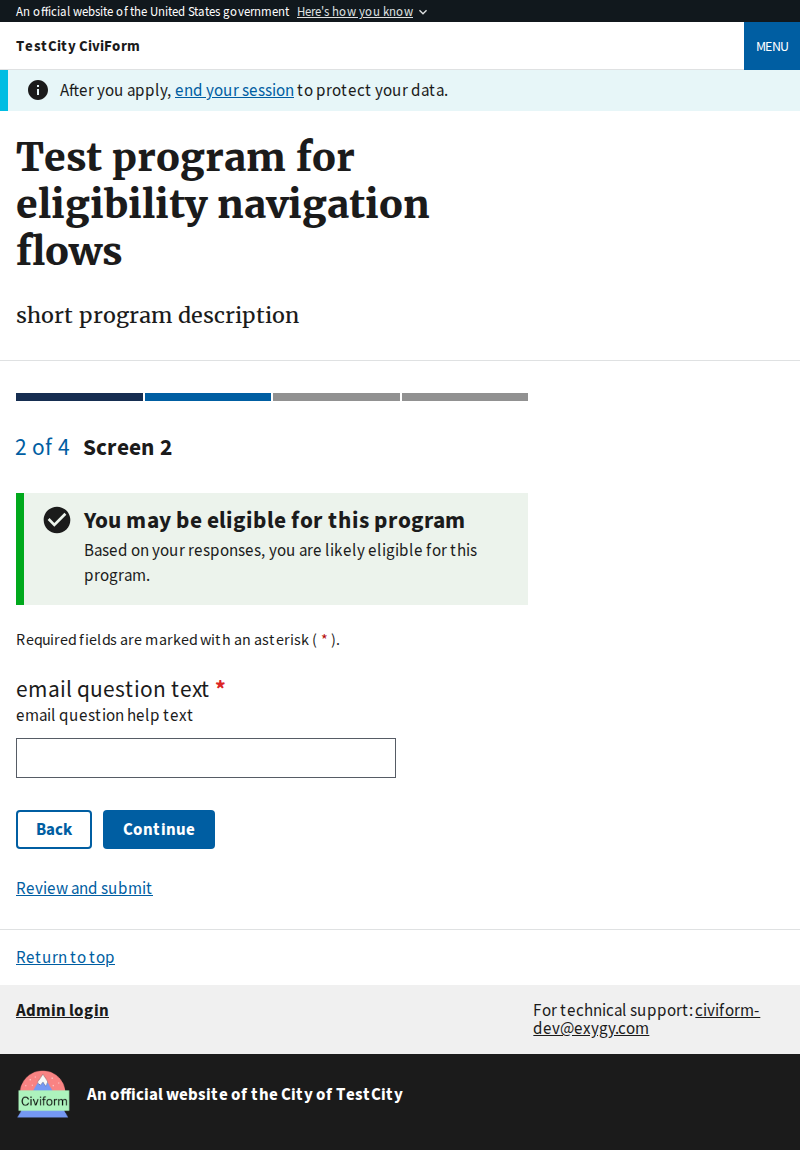 An official website of the United States government Here's how you know
TestCity CiviForm
MENU
After you apply, end your session to protect your data.
Test program for
eligibility navigation
flows
short program description
2 of 4 Screen 2
You may be eligible for this program
Based on your responses, you are likely eligible for this
program.
Required fields are marked with an asterisk ( * ).
email question text *
email question help text
Back
Continue
Review and submit
Return to top
Admin login
For technical support: civiform-
dev@exygy.com
Civiform
An official website of the City of TestCity